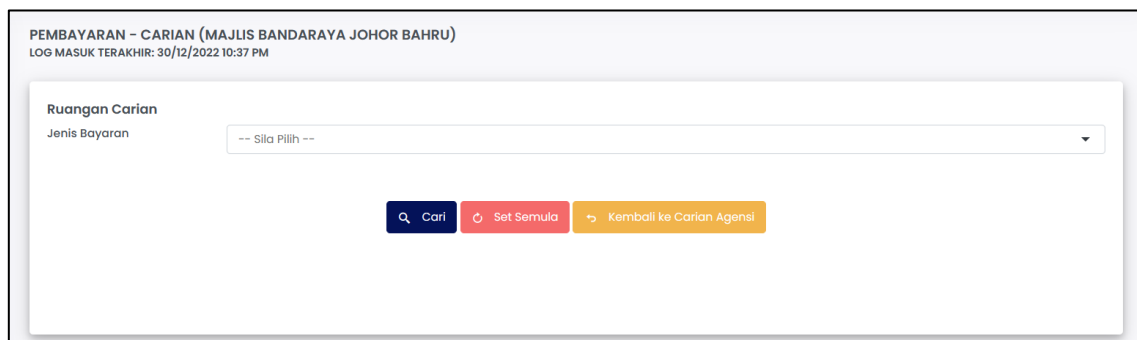 PEMBAYARAN - CARIAN (MAJLIS BANDARAYA JOHOR BAHRU)
LOG MASUK TERAKHIR: 30/12/2022 10:37 PM
Ruangan Carian
Jenis Bayaran
-- Sila Pilih --
Cari
Set Semula
Kembali ke Carian Agensi